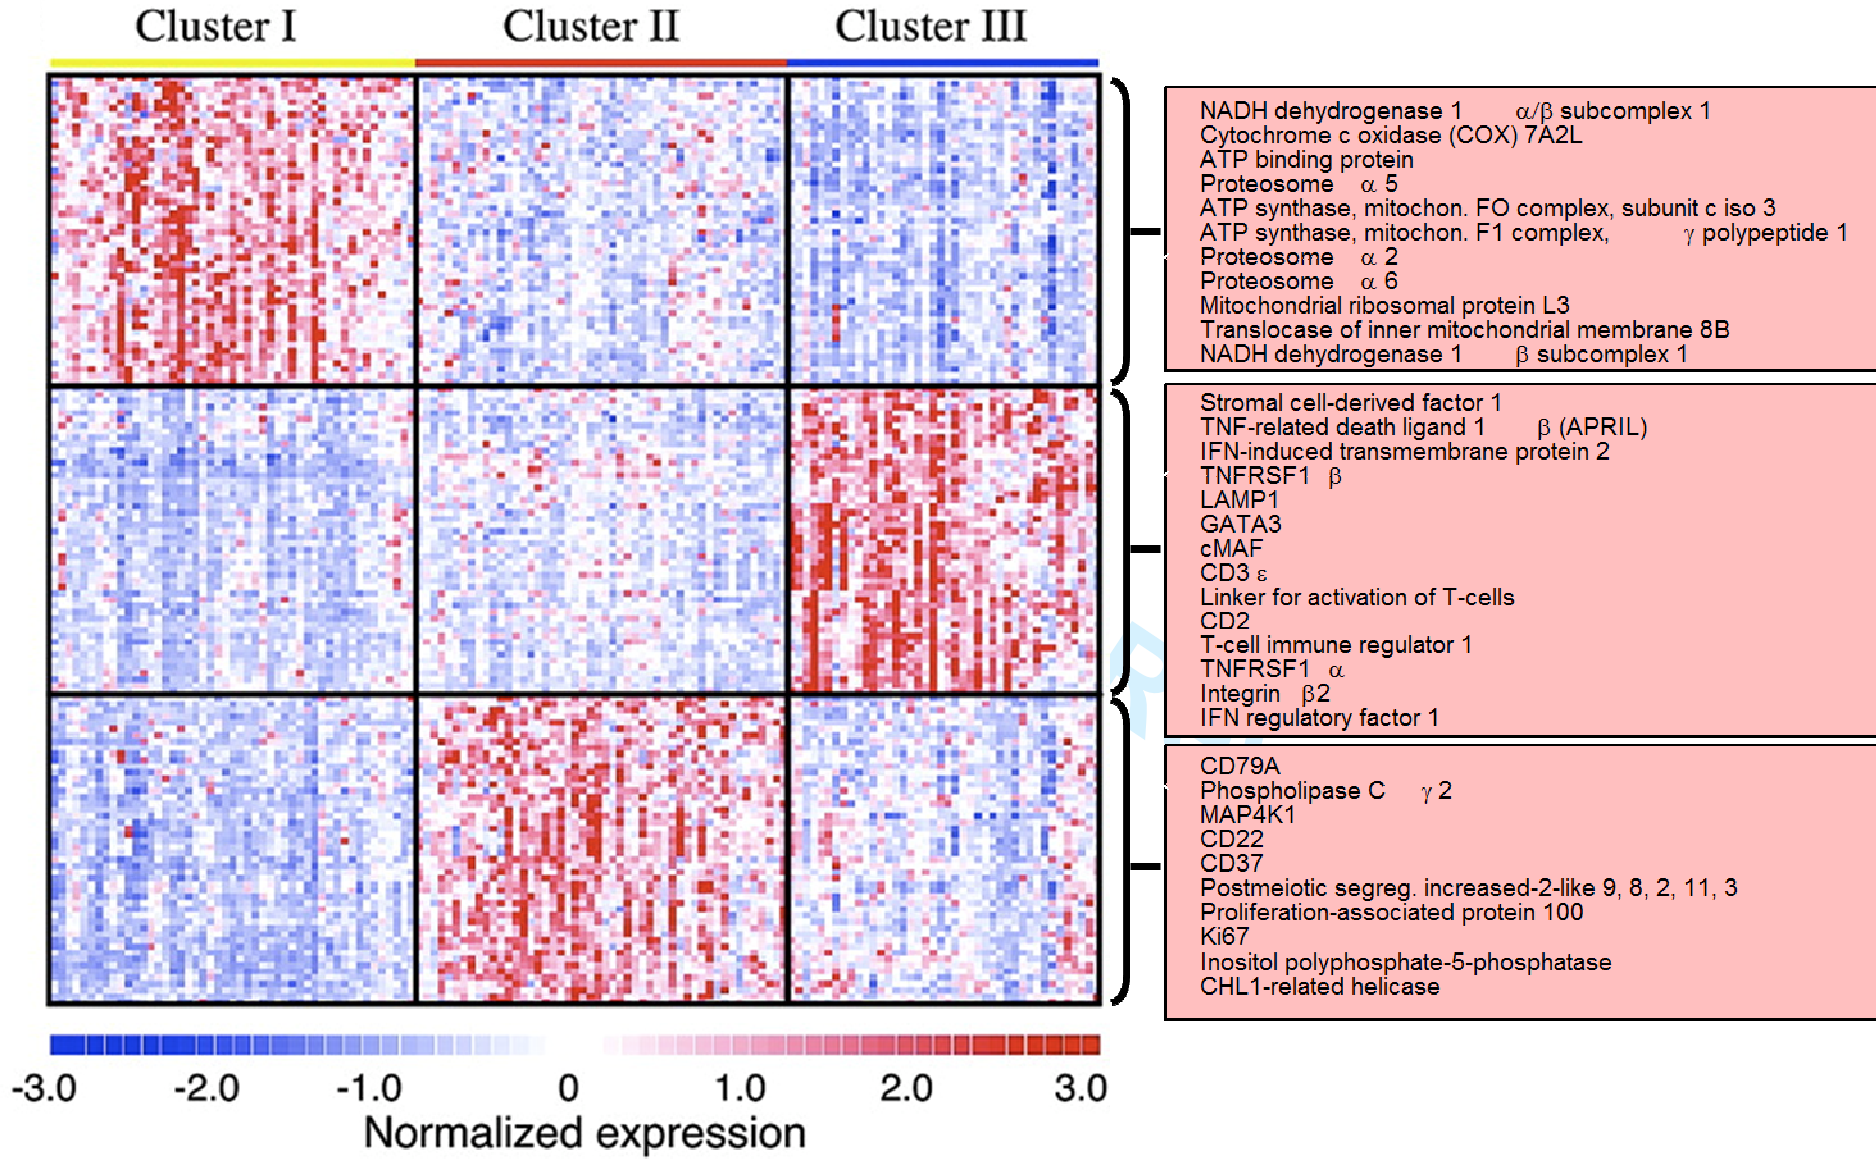 Cluster I Cluster II Cluster III
NADH dehydrogenase 1 α/β subcomplex 1
Cytochrome c oxidase (COX) 7A2L
ATP binding protein
Proteosome α 5
ATP synthase, mitochon. FO complex, subunit c iso 3
ATP synthase, mitochon. F1 complex, γ polypeptide 1
Proteosome α 2
Proteosome α 6
Mitochondrial ribosomal protein L3
Translocase of inner mitochondrial membrane 8B
NADH dehydrogenase 1 β subcomplex 1
Stromal cell-derived factor 1
TNF-related death ligand 1 β (APRIL)
IFN-induced transmembrane protein 2
TNFRSF1 β
LAMP1
GATA3
cMAF
CD3 ε
Linker for activation of T-cells
CD2
T-cell immune regulator 1
TNFRSF1 α
Integrin β2
IFN regulatory factor 1
CD79A
Phospholipase C γ 2
MAP4K1
CD22
CD37
Postmeiotic segreg. increased-2-like 9, 8, 2, 11, 3
Proliferation-associated protein 100
Ki67
Inositol polyphosphate-5-phosphatase
CHL1-related helicase
-3.0 -2.0 -1.0 0 1.0 2.0 3.0
Normalized expression